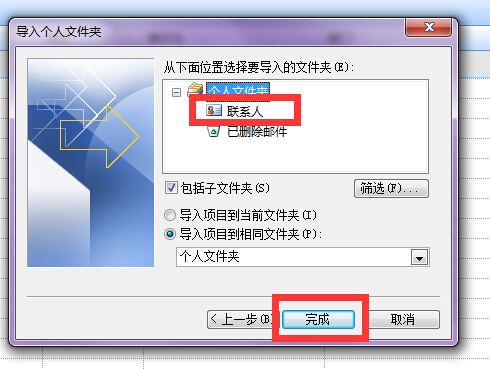 导入个人文件夹
从下面位置选择要导入的文件夹(E):
个人文件夹
联系人
已删除邮件
包括子文件夹(S)
筛选(F)...
导入项目到当前文件夹(I)
导入项目到相同文件夹(P):
个人文件夹
<上一步(B) 完成 取消